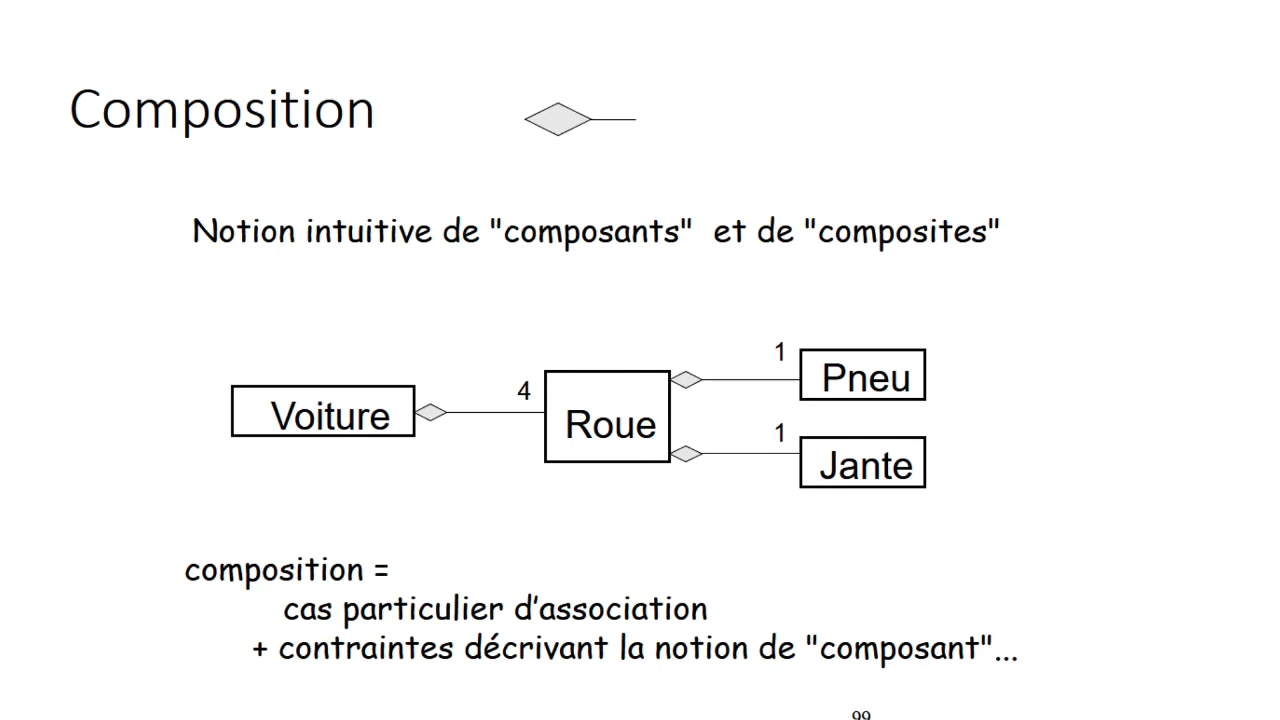 Composition
Notion intuitive de "composants"  et de "composites"
Voiture
4
Roue
1
Pneu
1
Jante
composition =
cas particulier d'association
+ contraintes décrivant la notion de "composant"...
99